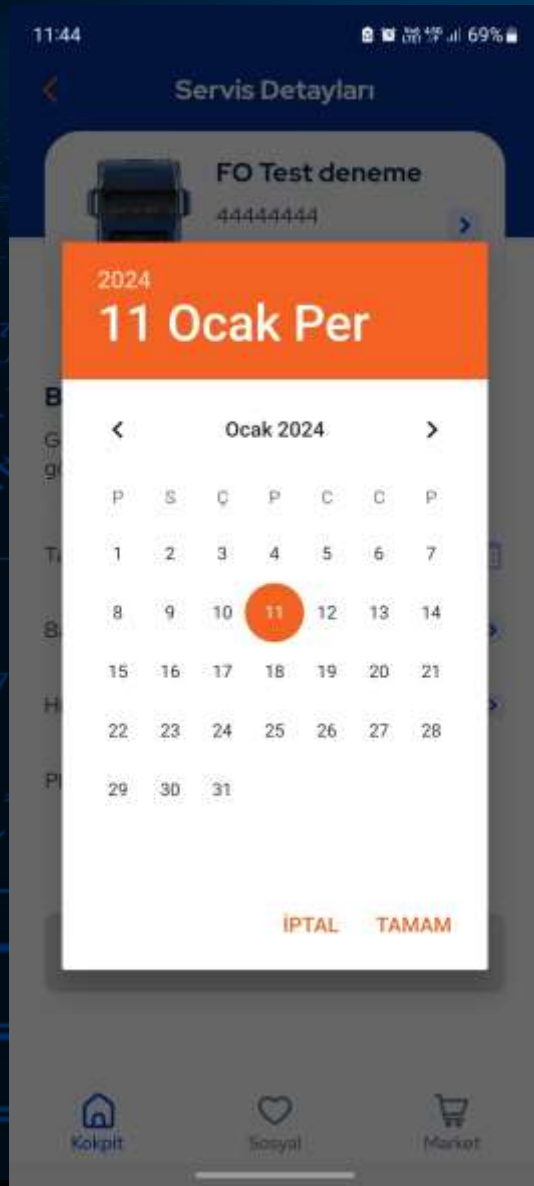 11:44
69%
Servis Detayları
FO Test deneme
44444444
2024
11 Ocak Per
Ocak 2024
P S Ç P C C P
1 2 3 4 5 6 7
8 9 10 11 12 13 14
15 16 17 18 19 20 21
22 23 24 25 26 27 28
29 30 31
İPTAL TAMAM
Kokpit Sosyal Market